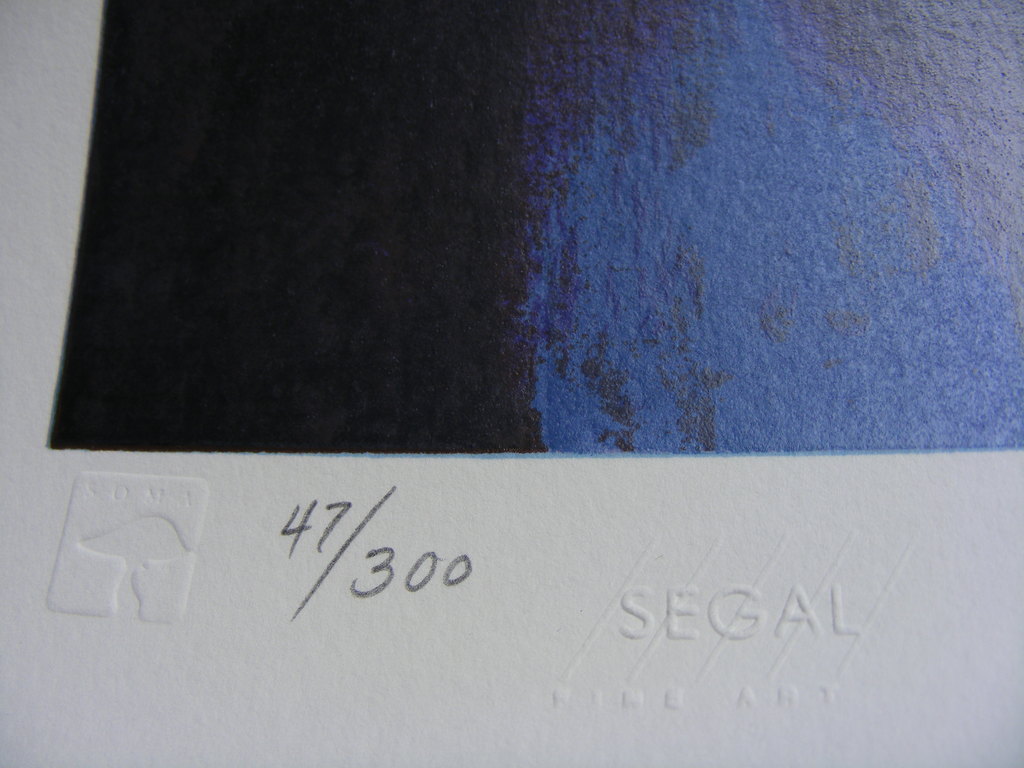 47/300
SEGAL
FINE ART